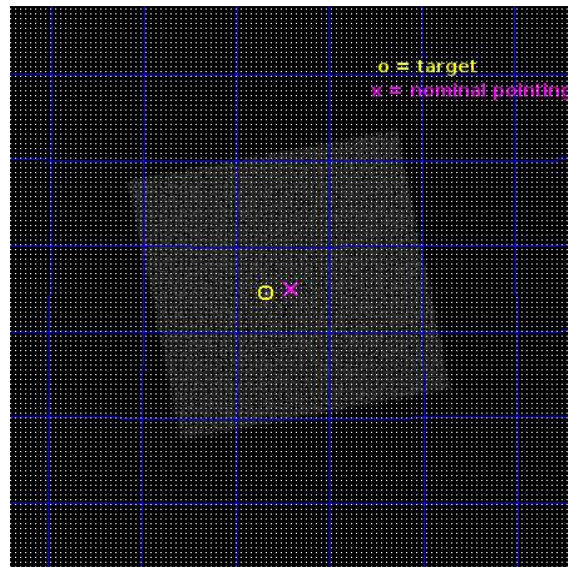 o = target
x = nominal pointing